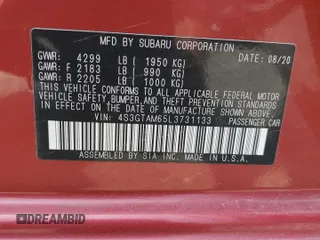 MFD BY SUBARU CORPORATION
GVWR: 4299 LB ( 1950 KG) 08/20
GAWR: F 2183 LB ( 990 KG)
GAWR: R 2205 LB ( 1000 KG)
THIS VEHICLE CONFORMS TO ALL APPLICABLE FEDERAL MOTOR
VEHICLE SAFETY, BUMPER, AND THEFT PREVENTION STANDARDS
IN EFFECT ON THE DATE OF MANUFACTURE SHOWN ABOVE.
VIN: 4S3GTAM65L3731133
PASSENGER CAR
ASSEMBLED BY SIA INC. MADE IN U.S.A.
DREAMBID